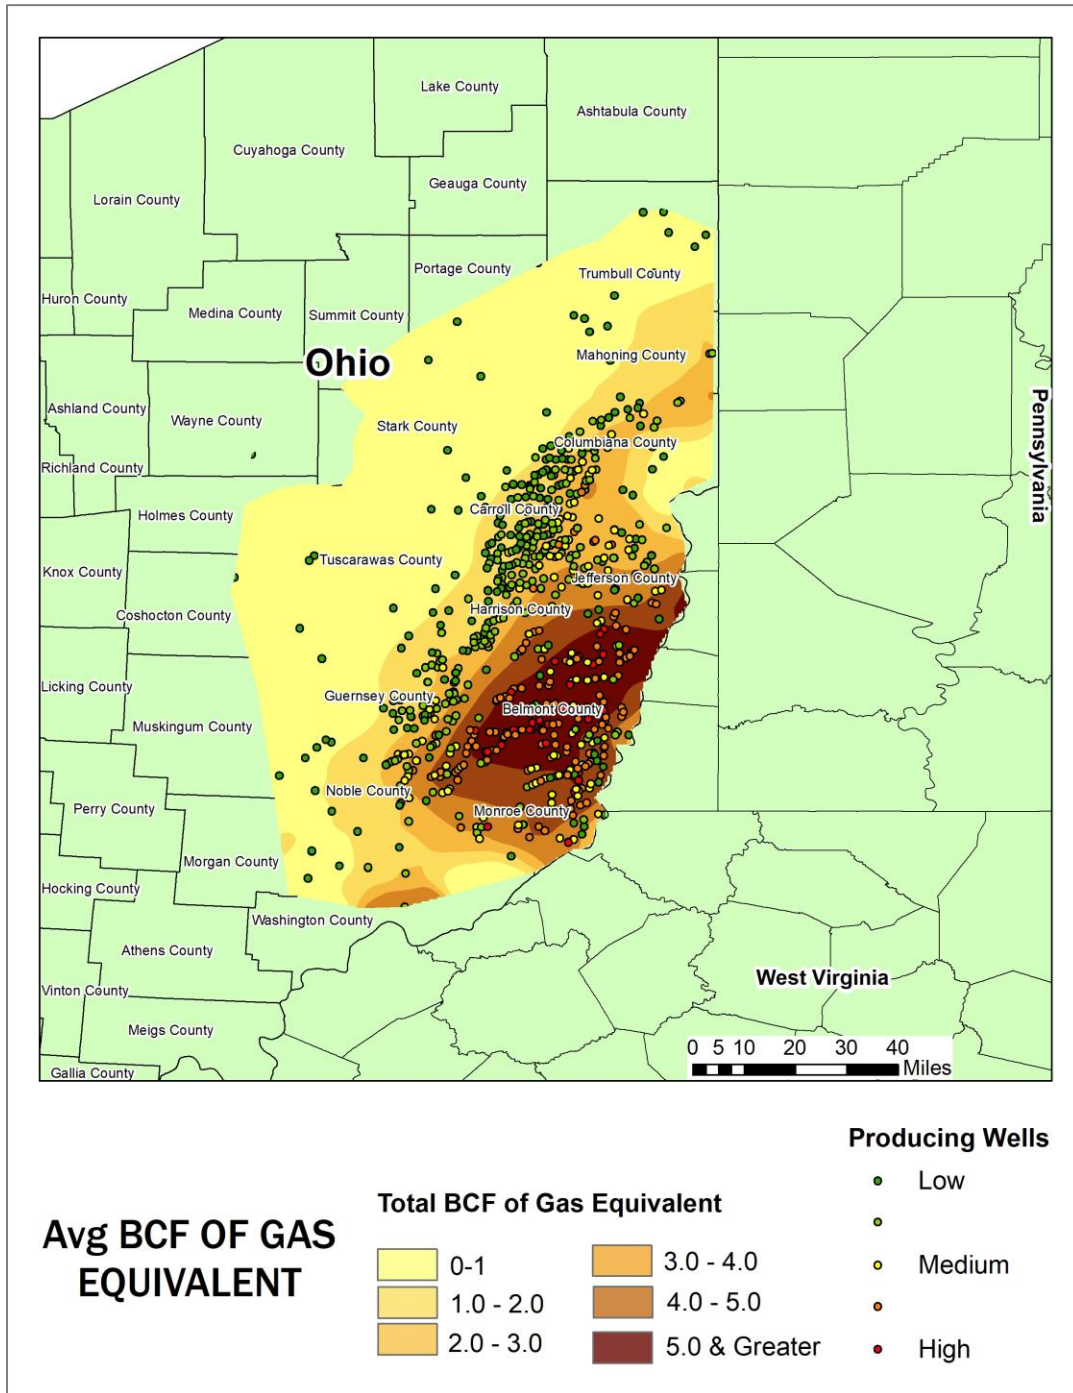 Lake County
Ashtabula County
Cuyahoga County
Geauga County
Lorain County
Portage County
Trumbull County
Huron County
Medina County
Summit County
Mahoning County
Ohio
Ashland County
Wayne County
Stark County
Columbiana County
Pennsylvania
Richland County
Holmes County
Carroll County
Tuscarawas County
Knox County
Jefferson County
Coshocton County
Harrison County
Licking County
Guernsey County
Muskingum County
Belmont County
Noble County
Perry County
Monroe County
Morgan County
Hocking County
Washington County
Athens County
West Virginia
Vinton County
Meigs County
0 5 10 20 30 40
Miles
Gallia County
Avg BCF OF GAS
EQUIVALENT
Total BCF of Gas Equivalent
0-1
1.0 - 2.0
2.0 - 3.0
3.0 - 4.0
4.0 - 5.0
5.0 & Greater
Producing Wells
Low
Medium
High